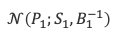 𝒩(P₁; S₁, B₁⁻¹)